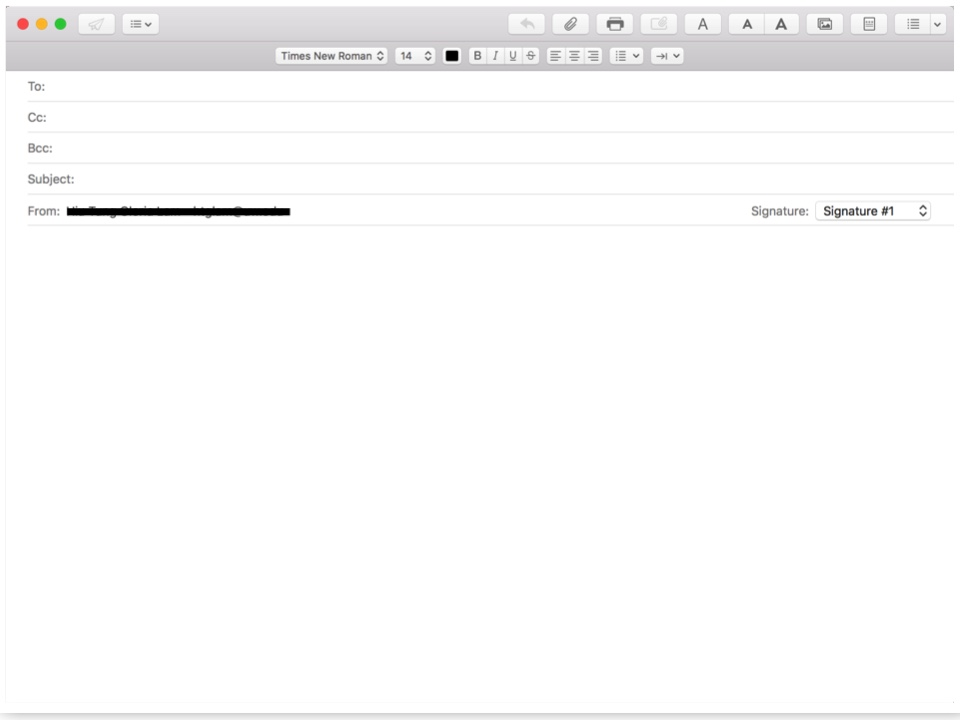 A A A
Times New Roman 14 B I U S
To:
Cc:
Bcc:
Subject:
From:
Signature: Signature #1